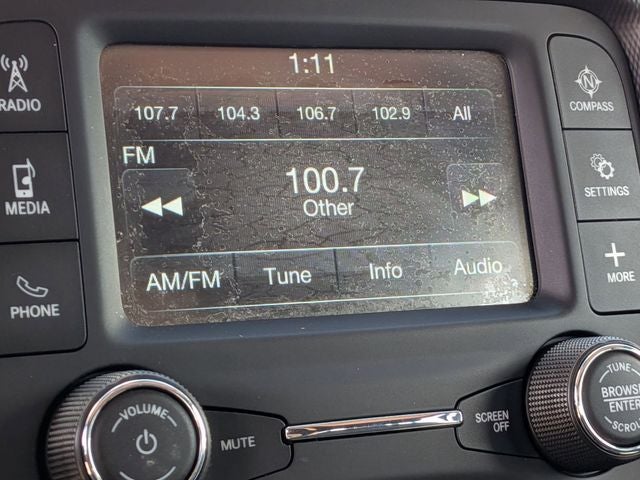 1:11
RADIO
107.7 104.3 106.7 102.9 All
N
COMPASS
FM
100.7
Other
MEDIA
SETTINGS
AM/FM Tune Info Audio
MORE
PHONE
VOLUME
MUTE
SCREEN
OFF
TUNE
BROWSE
ENTER
SCROLL